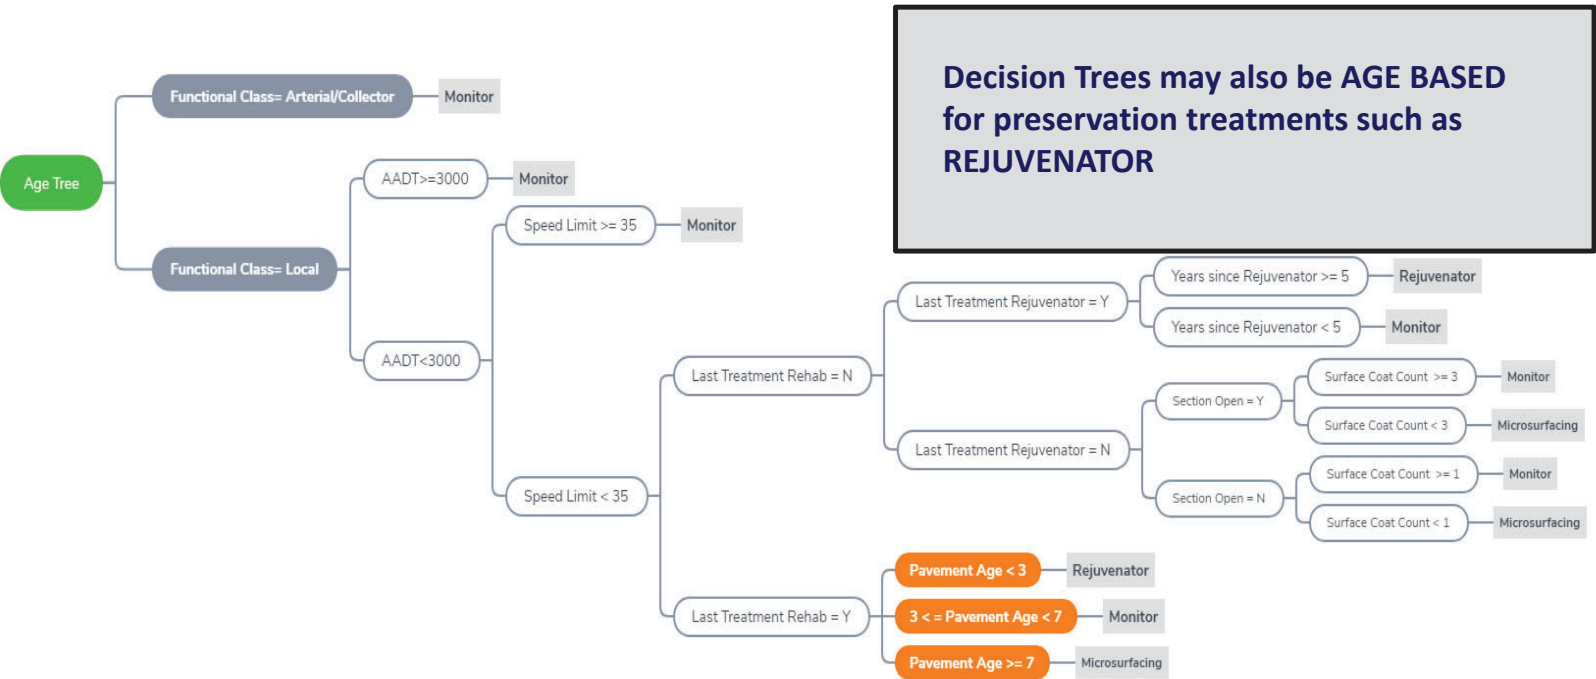 Decision Trees may also be AGE BASED
for preservation treatments such as
REJUVENATOR
Age Tree
Functional Class= Arterial/Collector
Monitor
Functional Class= Local
AADT>=3000
Monitor
AADT<3000
Speed Limit >= 35
Monitor
Speed Limit < 35
Last Treatment Rehab = N
Last Treatment Rejuvenator = Y
Years since Rejuvenator >= 5
Rejuvenator
Years since Rejuvenator < 5
Monitor
Last Treatment Rejuvenator = N
Section Open = Y
Surface Coat Count >= 3
Monitor
Surface Coat Count < 3
Microsurfacing
Section Open = N
Surface Coat Count >= 1
Monitor
Surface Coat Count < 1
Microsurfacing
Last Treatment Rehab = Y
Pavement Age < 3
Rejuvenator
3 < = Pavement Age < 7
Monitor
Pavement Age >= 7
Microsurfacing